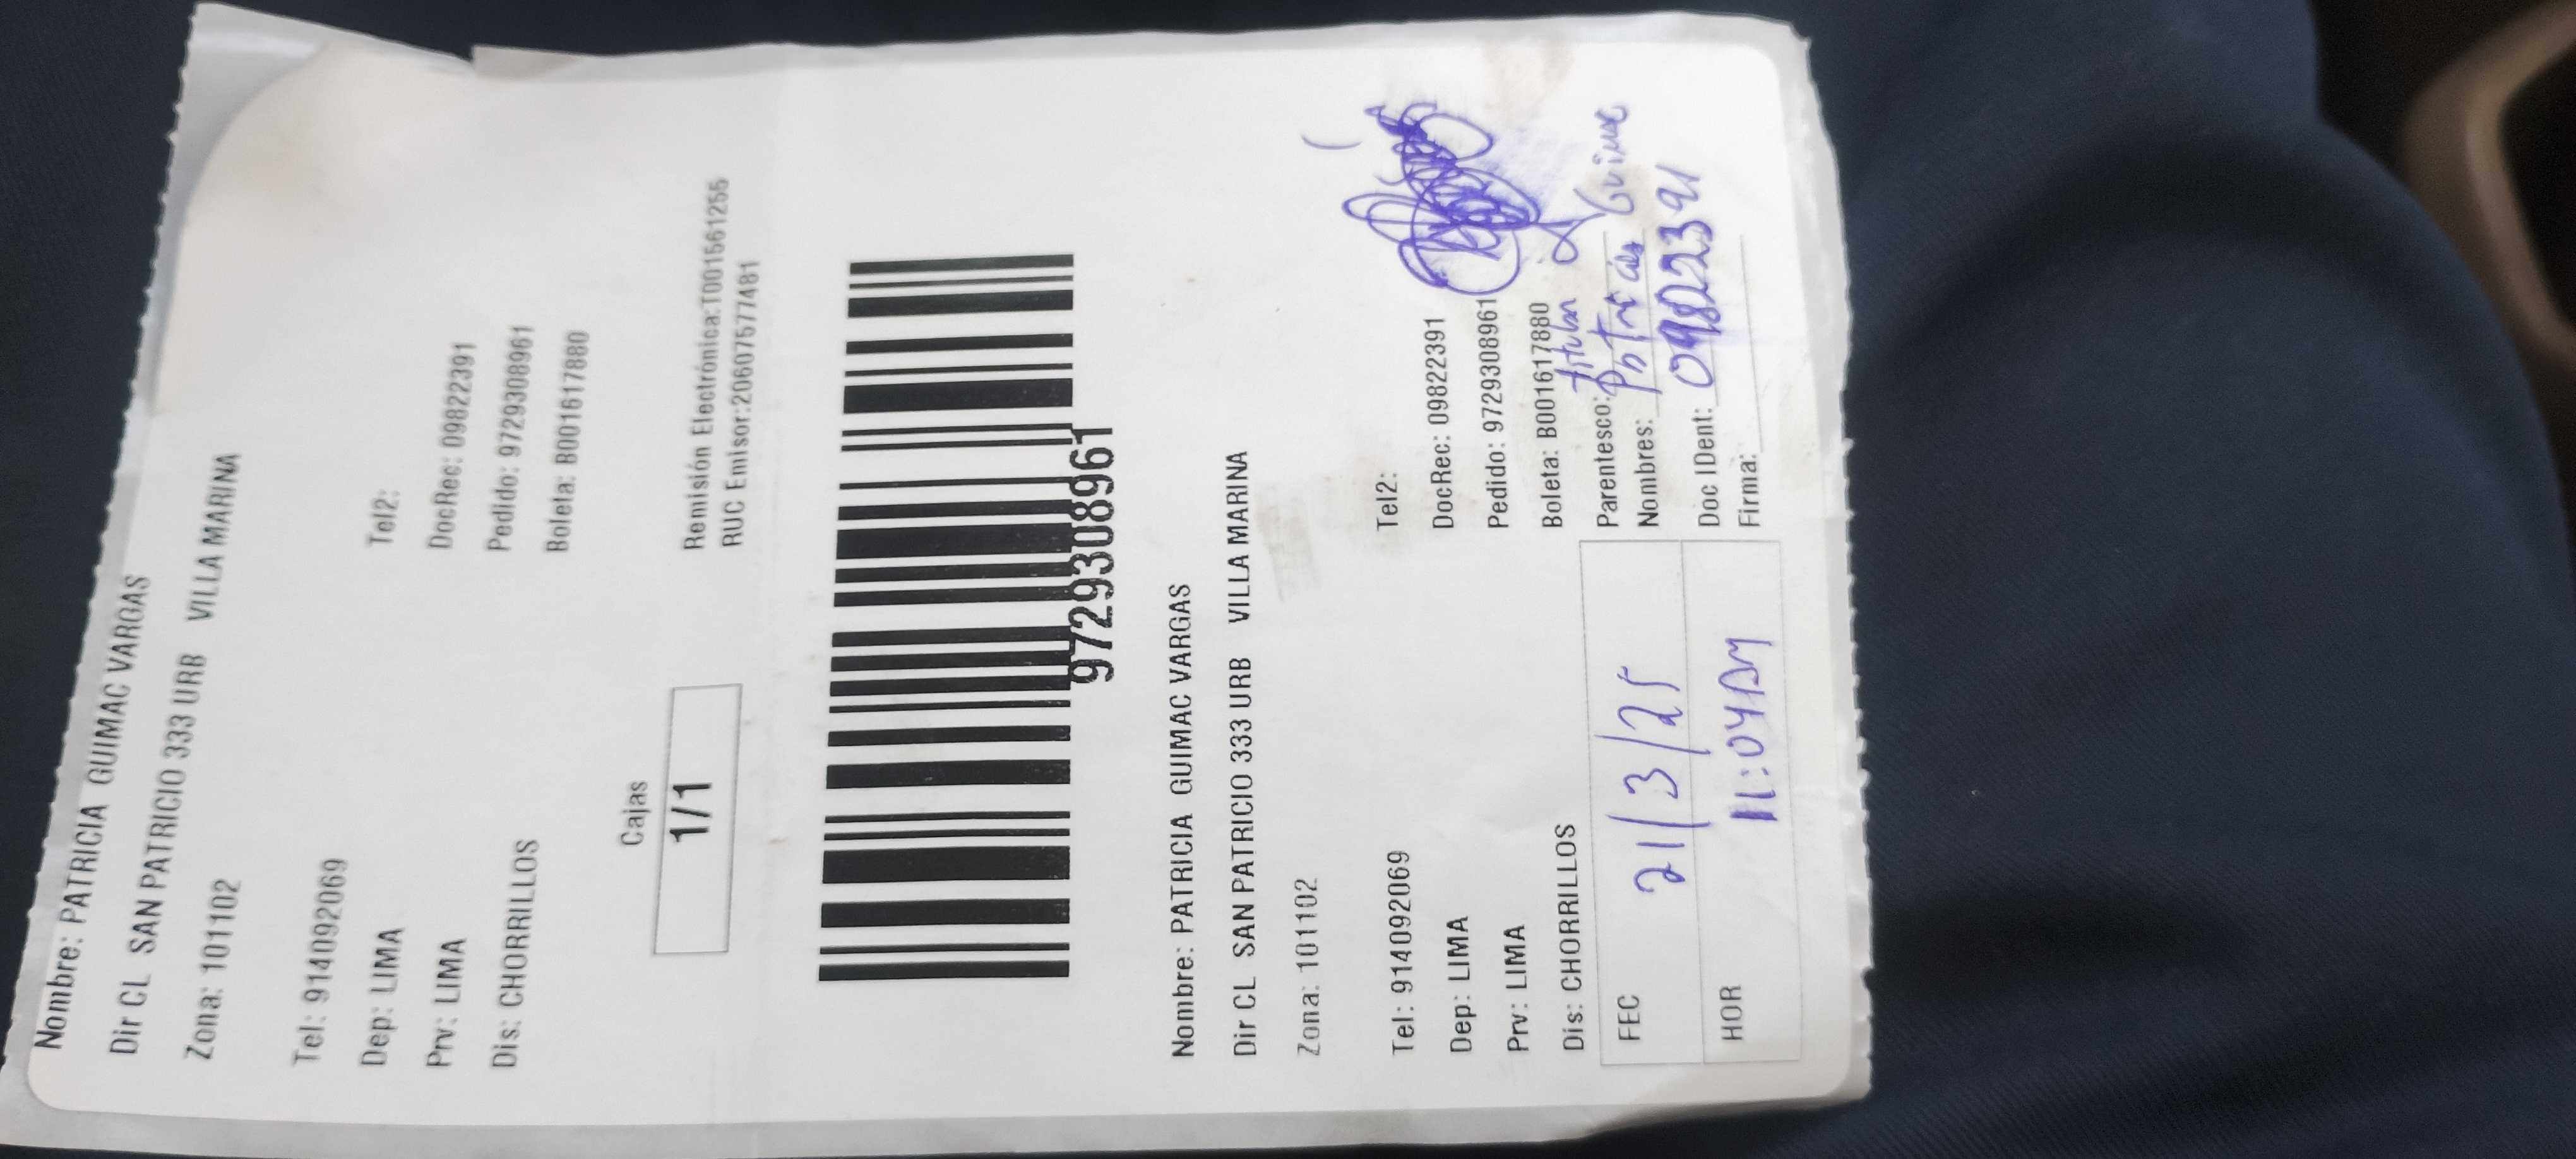 Nombre: PATRICIA GUIMAC VARGAS
Dir CL SAN PATRICIO 333 URB VILLA MARINA
Zona: 101102
Tel: 914092069 Tel2:
Dep: LIMA DocRec: 09822391
Prv: LIMA Pedido: 9729308961
Dis: CHORRILLOS Boleta: B001617880
Cajas
1/1
Remisión Electrónica:T001561255
RUC Emisor:20607577481
9729308961
Nombre: PATRICIA GUIMAC VARGAS
Dir CL SAN PATRICIO 333 URB VILLA MARINA
Zona: 101102
Tel: 914092069 Tel2:
Dep: LIMA DocRec: 09822391
Prv: LIMA Pedido: 9729308961
Dis: CHORRILLOS Boleta: B001617880
FEC 21/3/25
HOR 11:04AM
Parentesco: titular
Nombres: Patricia
Doc IDent: 09822391
Firma: